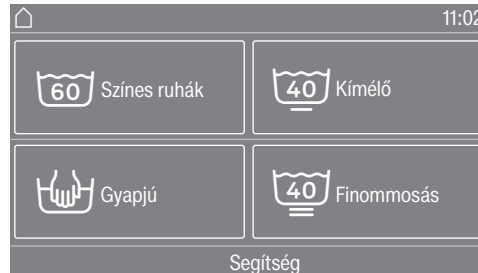 11:02
60 Színes ruhák
40 Kímélő
Gyapjú
40 Finommosás
Segítség